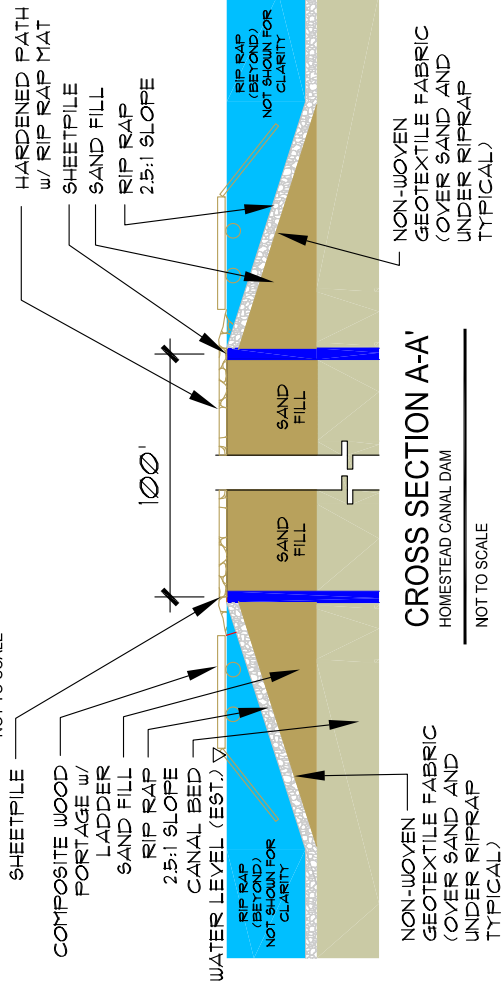 NOT TO SCALE
SHEETPILE
COMPOSITE WOOD
PORTAGE w/
LADDER
SAND FILL
RIP RAP
2.5:1 SLOPE
CANAL BED
WATER LEVEL (EST.)
100'
HARDENED PATH
w/ RIP RAP MAT
SHEETPILE
SAND FILL
RIP RAP
2.5:1 SLOPE
RIP RAP
(BEYOND)
NOT SHOWN FOR
CLARITY
SAND
FILL
SAND
FILL
RIP RAP
(BEYOND)
NOT SHOWN FOR
CLARITY
NON-WOVEN
GEOTEXTILE FABRIC
(OVER SAND AND
UNDER RIPRAP
TYPICAL)
CROSS SECTION A-A'
HOMESTEAD CANAL DAM
NOT TO SCALE
NON-WOVEN
GEOTEXTILE FABRIC
(OVER SAND AND
UNDER RIPRAP
TYPICAL)